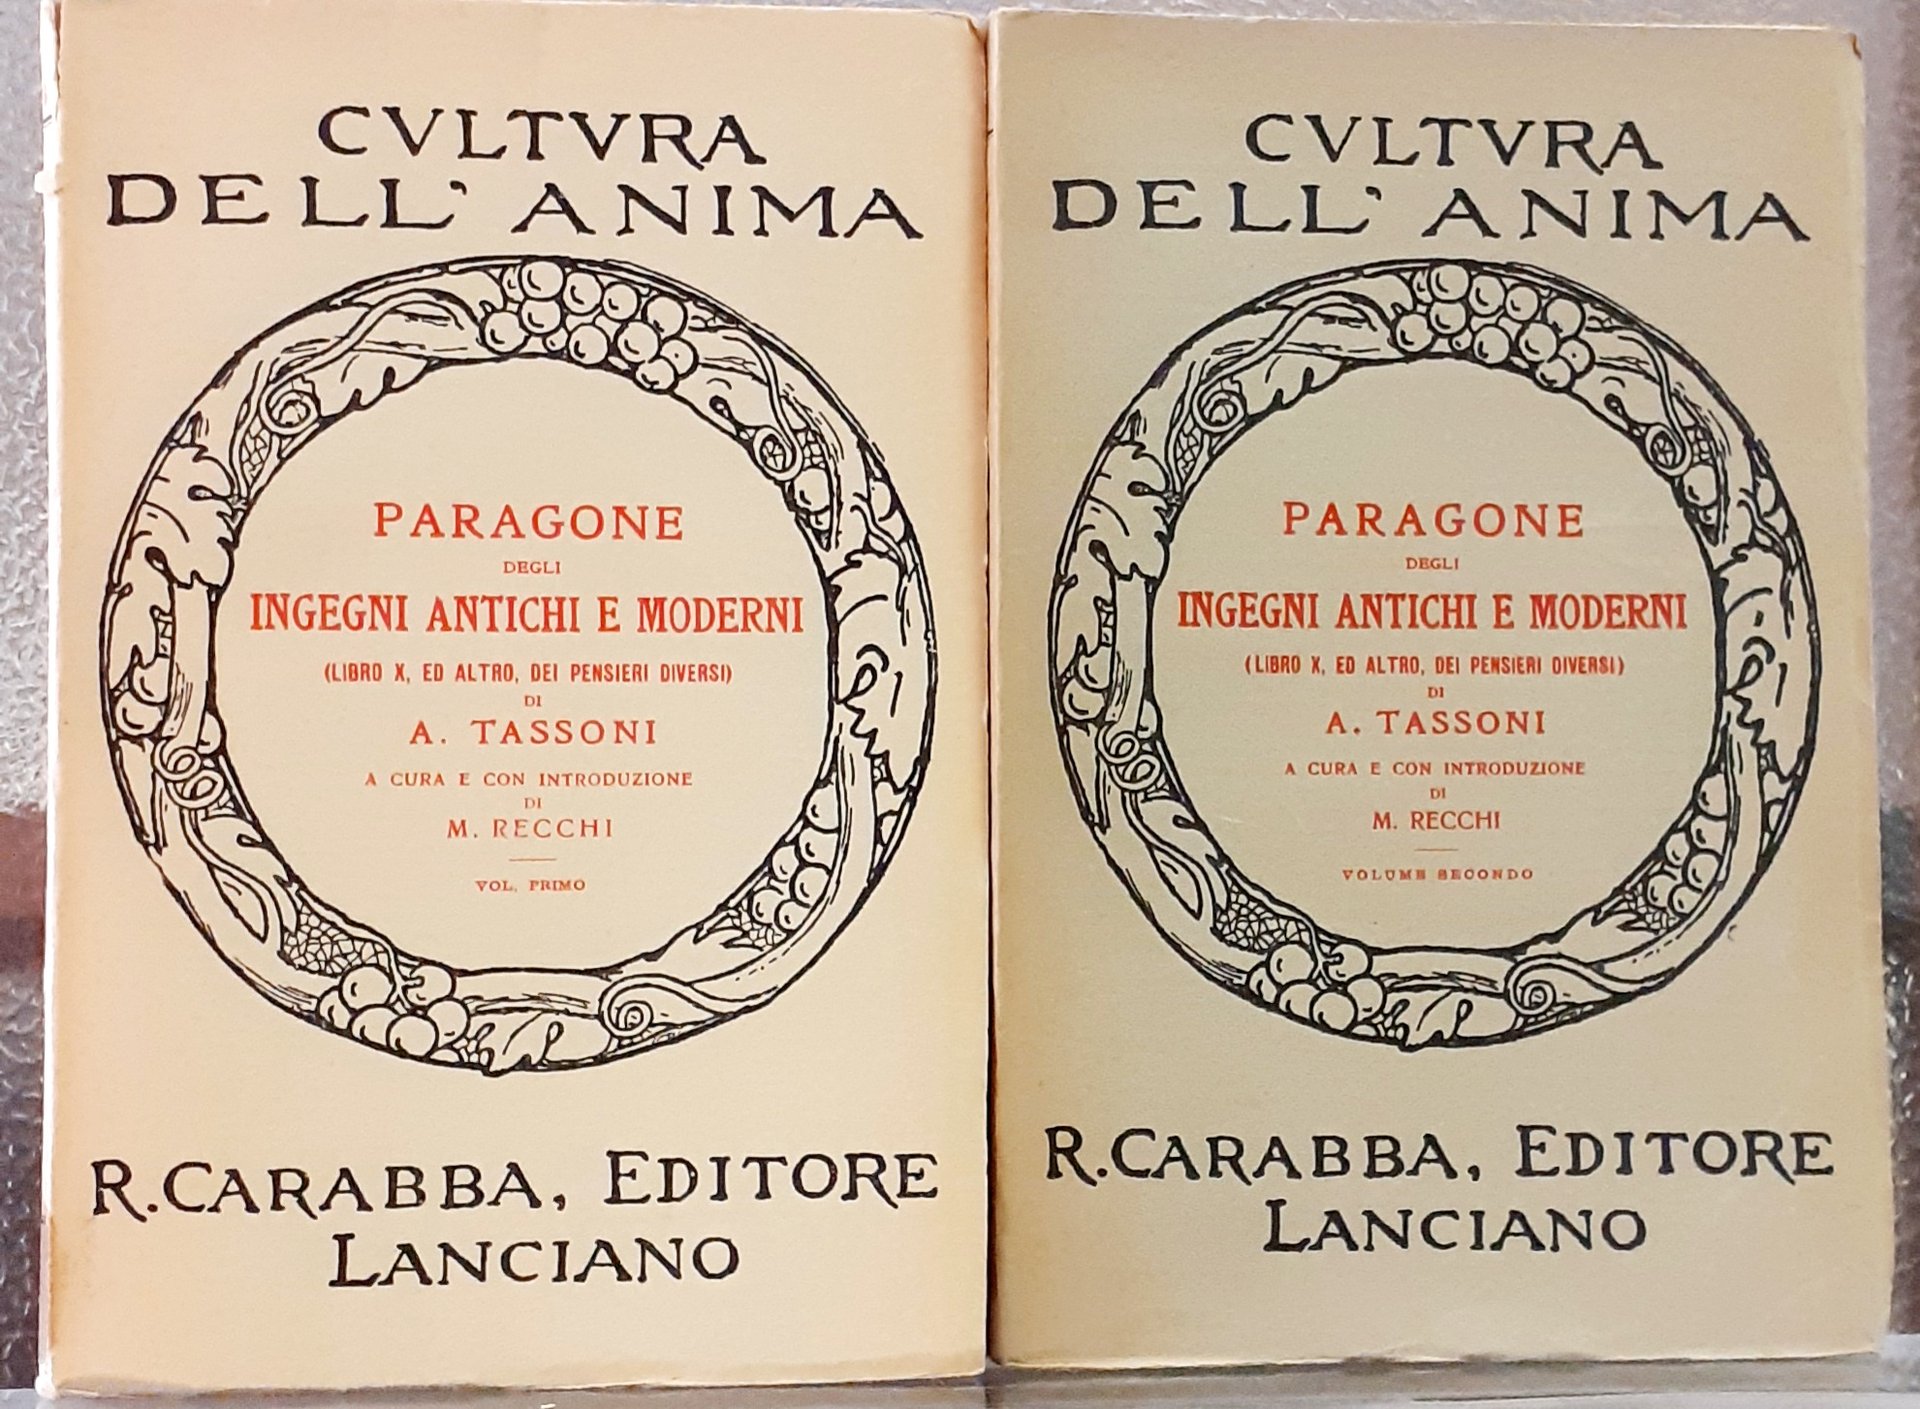 CVLTVRA
DELL' ANIMA
PARAGONE
DEGLI
INGEGNI ANTICHI E MODERNI
(LIBRO X, ED ALTRO, DEI PENSIERI DIVERSI)
DI
A. TASSONI
A CURA E CON INTRODUZIONE
DI
M. RECCHI
VOL. PRIMO
R. CARABBA, EDITORE
LANCIANO
CVLTVRA
DELL' ANIMA
PARAGONE
DEGLI
INGEGNI ANTICHI E MODERNI
(LIBRO X, ED ALTRO, DEI PENSIERI DIVERSI)
DI
A. TASSONI
A CURA E CON INTRODUZIONE
DI
M. RECCHI
VOLUME SECONDO
R. CARABBA, EDITORE
LANCIANO